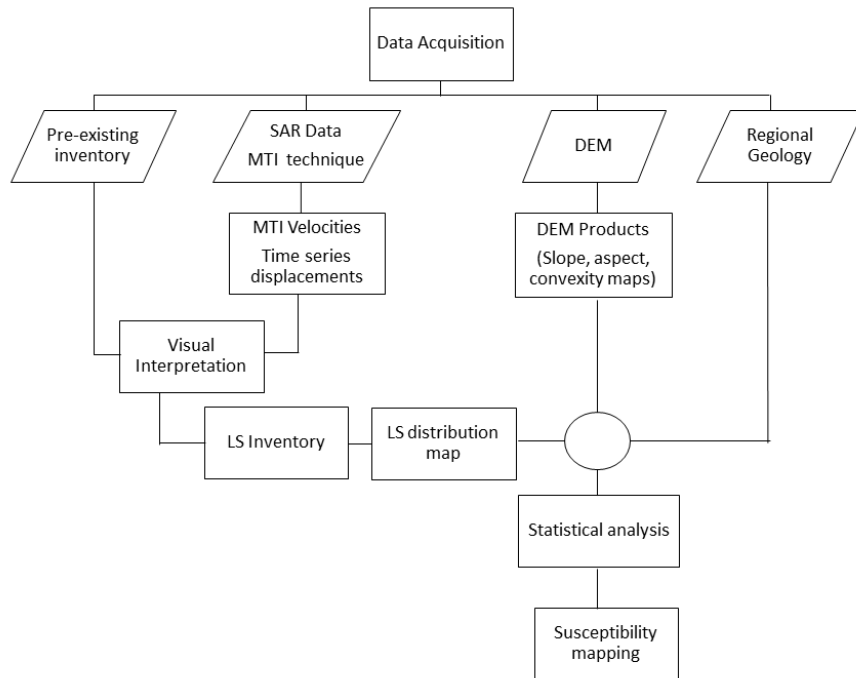 Data Acquisition
Pre-existing
inventory
SAR Data
MTI technique
DEM
Regional
Geology
MTI Velocities
Time series
displacements
DEM Products
(Slope, aspect,
convexity maps)
Visual
Interpretation
LS Inventory
LS distribution
map
Statistical analysis
Susceptibility
mapping